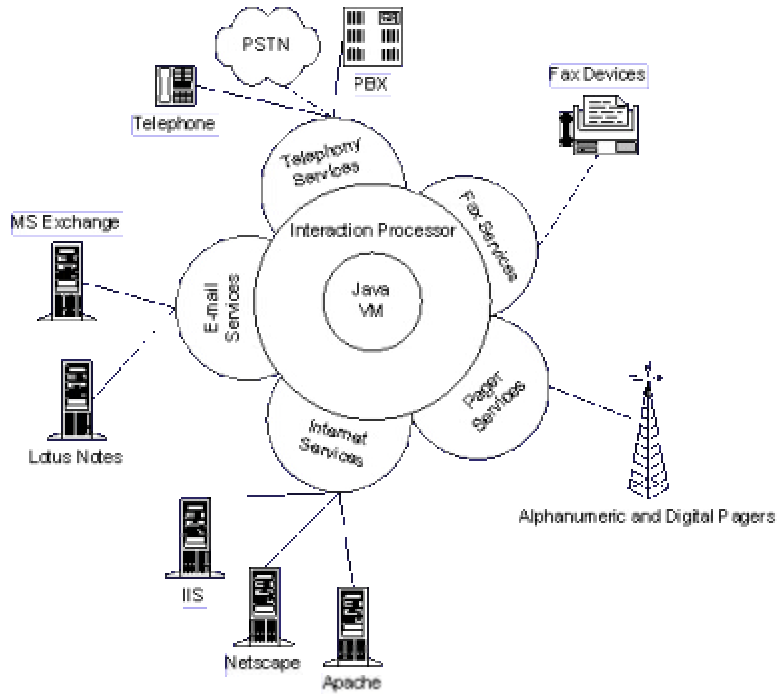 PSTN
PBX
Fax Devices
Telephone
Telephony
Services
Fax Services
MS Exchange
Interaction Processor
Java
VM
E-mail
Services
Pager
Services
Internet
Services
Lotus Notes
Alphanumeric and Digital Pagers
IIS
Netscape
Apache